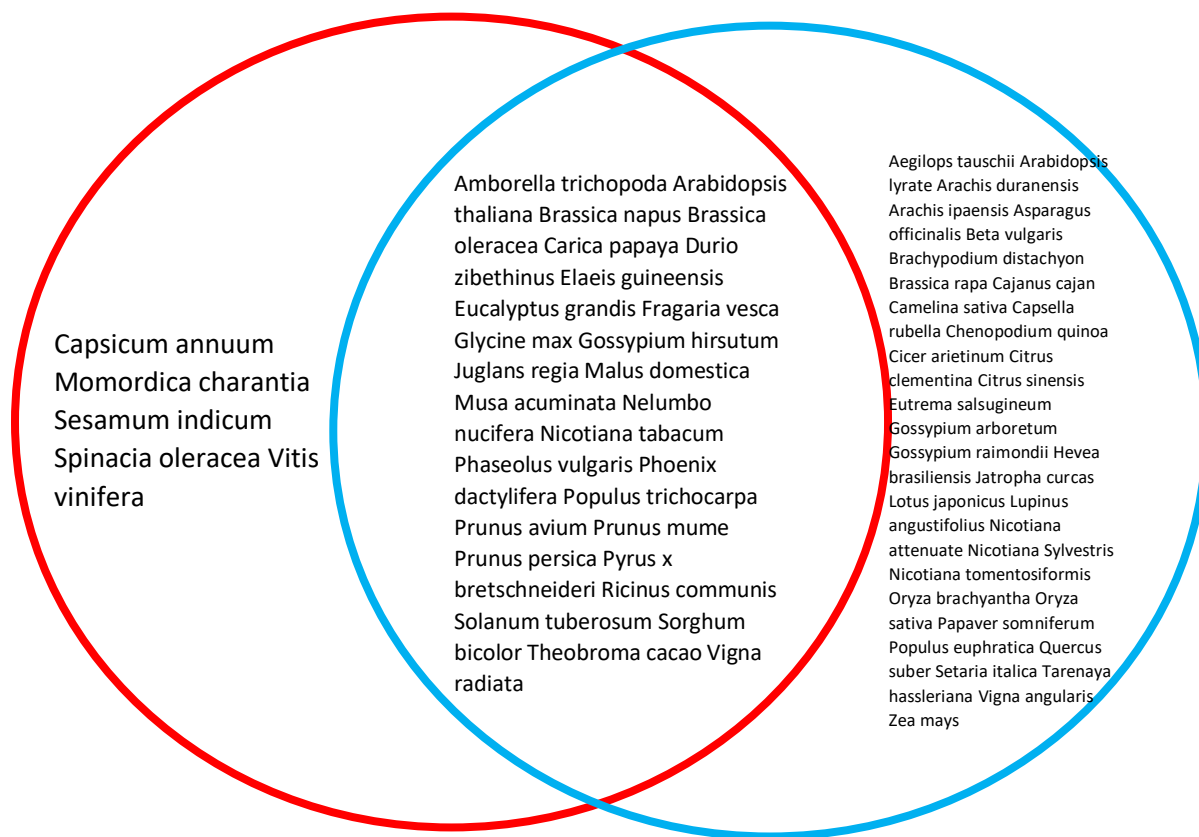 Capsicum annuum
Momordica charantia
Sesamum indicum
Spinacia oleracea Vitis
vinifera
Amborella trichopoda Arabidopsis
thaliana Brassica napus Brassica
oleracea Carica papaya Durio
zibethinus Elaeis guineensis
Eucalyptus grandis Fragaria vesca
Glycine max Gossypium hirsutum
Juglans regia Malus domestica
Musa acuminata Nelumbo
nucifera Nicotiana tabacum
Phaseolus vulgaris Phoenix
dactylifera Populus trichocarpa
Prunus avium Prunus mume
Prunus persica Pyrus x
bretschneideri Ricinus communis
Solanum tuberosum Sorghum
bicolor Theobroma cacao Vigna
radiata
Aegilops tauschii Arabidopsis
lyrate Arachis duranensis
Arachis ipaensis Asparagus
officinalis Beta vulgaris
Brachypodium distachyon
Brassica rapa Cajanus cajan
Camelina sativa Capsella
rubella Chenopodium quinoa
Cicer arietinum Citrus
clementina Citrus sinensis
Eutrema salsugineum
Gossypium arboretum
Gossypium raimondii Hevea
brasiliensis Jatropha curcas
Lotus japonicus Lupinus
angustifolius Nicotiana
attenuate Nicotiana Sylvestris
Nicotiana tomentosiformis
Oryza brachyantha Oryza
sativa Papaver somniferum
Populus euphratica Quercus
suber Setaria italica Tarenaya
hassleriana Vigna angularis
Zea mays